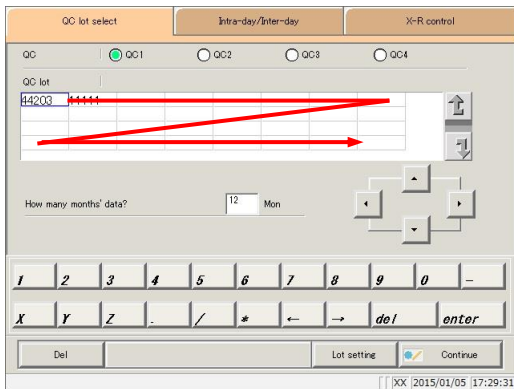 QC lot select Intra-day/Inter-day X-R control
QC QC1 QC2 QC3 QC4
QC lot
44203 11111
How many months' data? 12 Mon
1 2 3 4 5 6 7 8 9 0 -
X Y Z . / * ← → del enter
Del Lot setting Continue
XX 2015/01/05 17:29:31